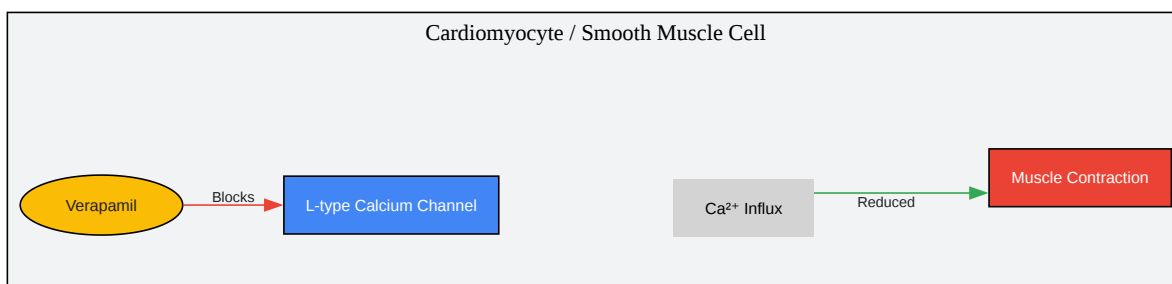 Cardiomyocyte / Smooth Muscle Cell
Verapamil
Blocks
L-type Calcium Channel
Ca²⁺ Influx
Reduced
Muscle Contraction